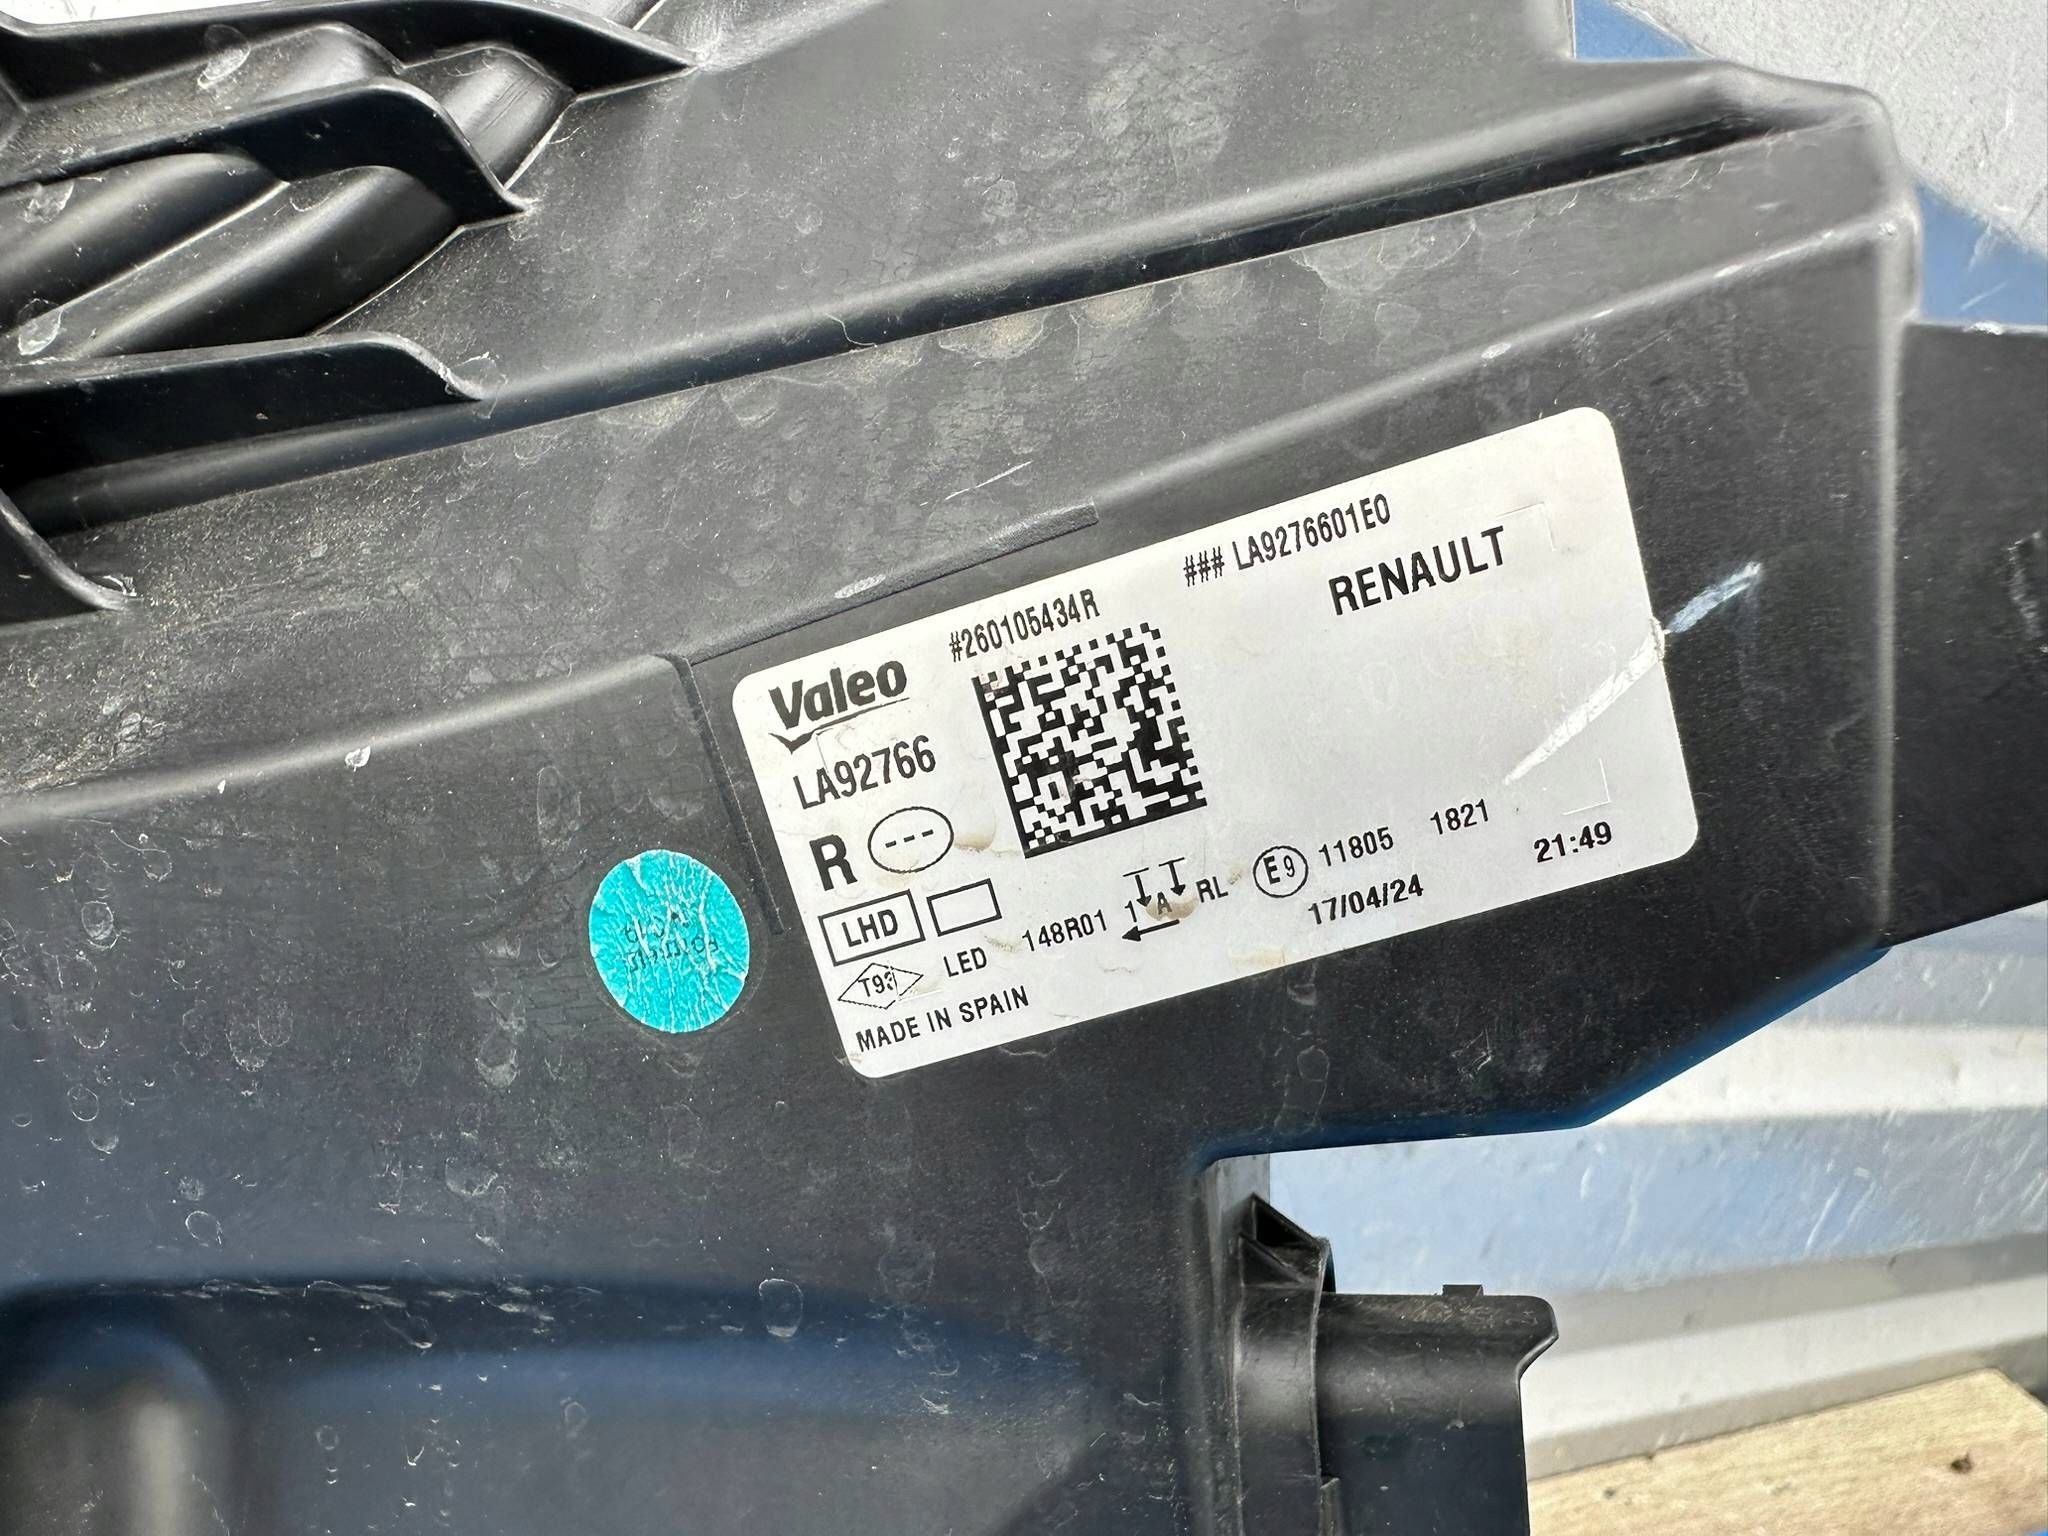 #260105434R
### LA9276601E0
Valeo
RENAULT
LA92766
R ---
LHD
T93 LED 148R01 1 A RL E9 11805 1821
17/04/24 21:49
MADE IN SPAIN